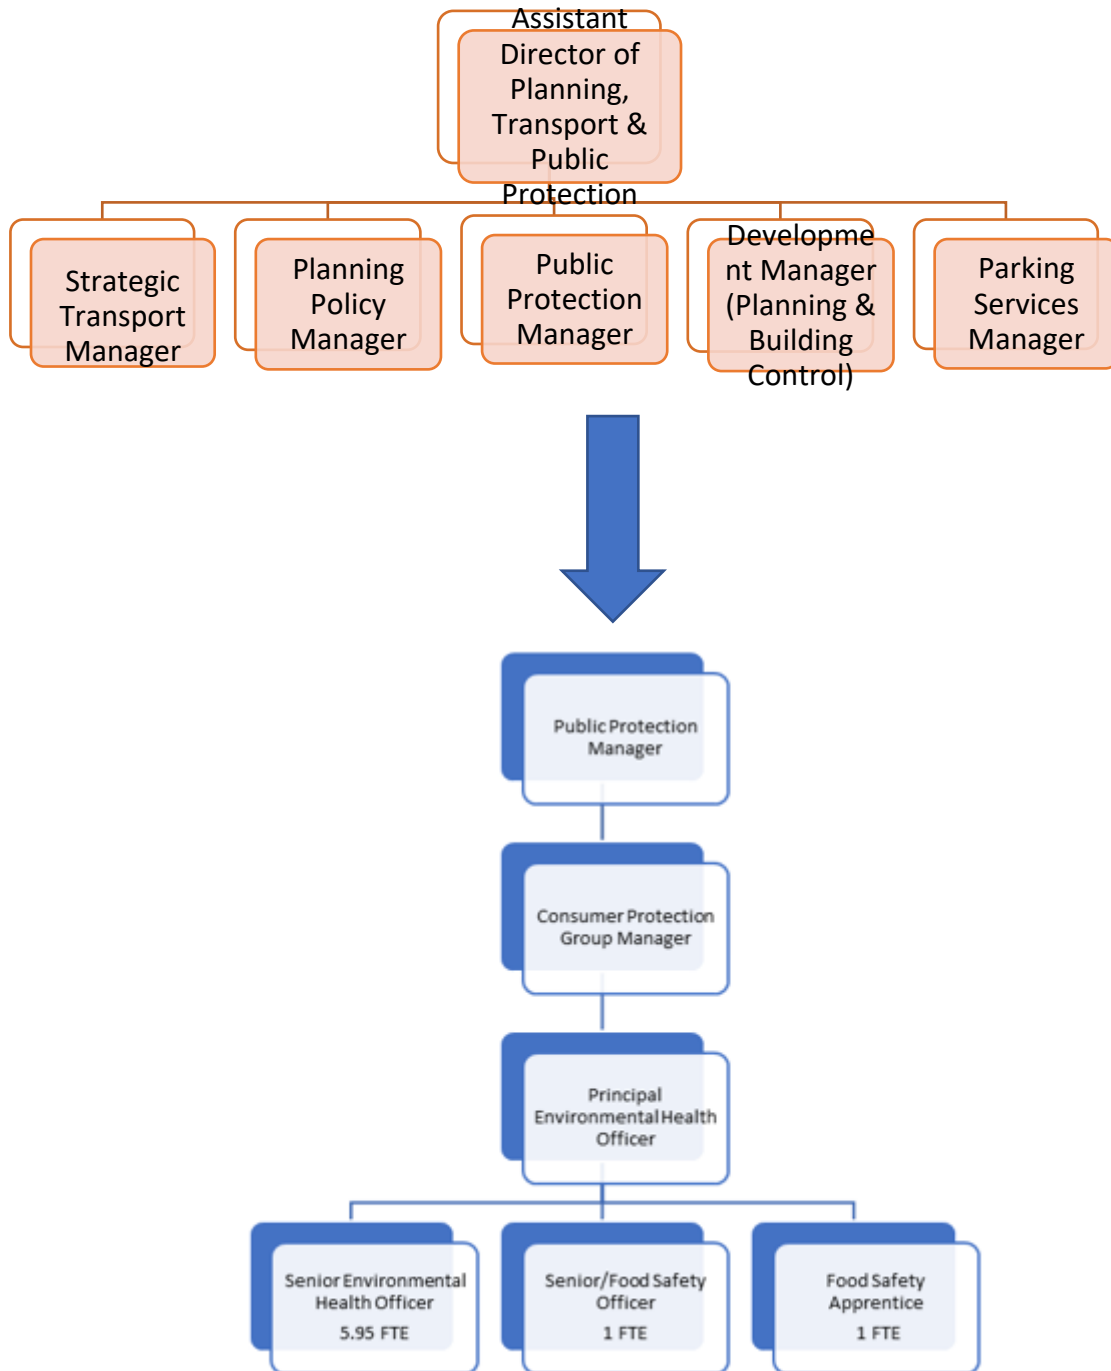 Assistant
Director of
Planning,
Transport &
Public
Protection
Strategic
Transport
Manager
Planning
Policy
Manager
Public
Protection
Manager
Developme
nt Manager
(Planning &
Building
Control)
Parking
Services
Manager
Public Protection
Manager
Consumer Protection
Group Manager
Principal
Environmental Health
Officer
Senior Environmental
Health Officer
5.95 FTE
Senior/Food Safety
Officer
1 FTE
Food Safety
Apprentice
1 FTE